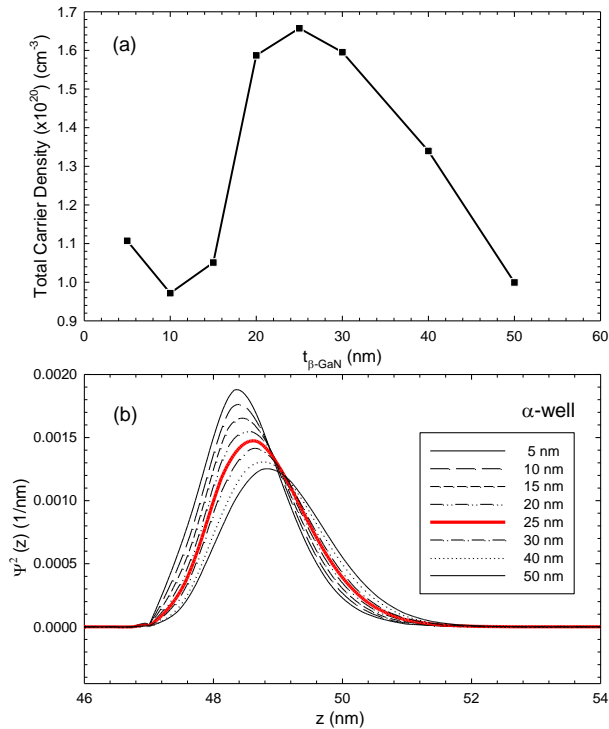 (a)
Total Carrier Density (x10^20) (cm^-3)
1.7
1.6
1.5
1.4
1.3
1.2
1.1
1.0
0.9
0 10 20 30 40 50 60
t_β-GaN (nm)
(b)
α-well
Ψ² (z) (1/nm)
0.0020
0.0015
0.0010
0.0005
0.0000
5 nm
10 nm
15 nm
20 nm
25 nm
30 nm
40 nm
50 nm
46 48 50 52 54
z (nm)